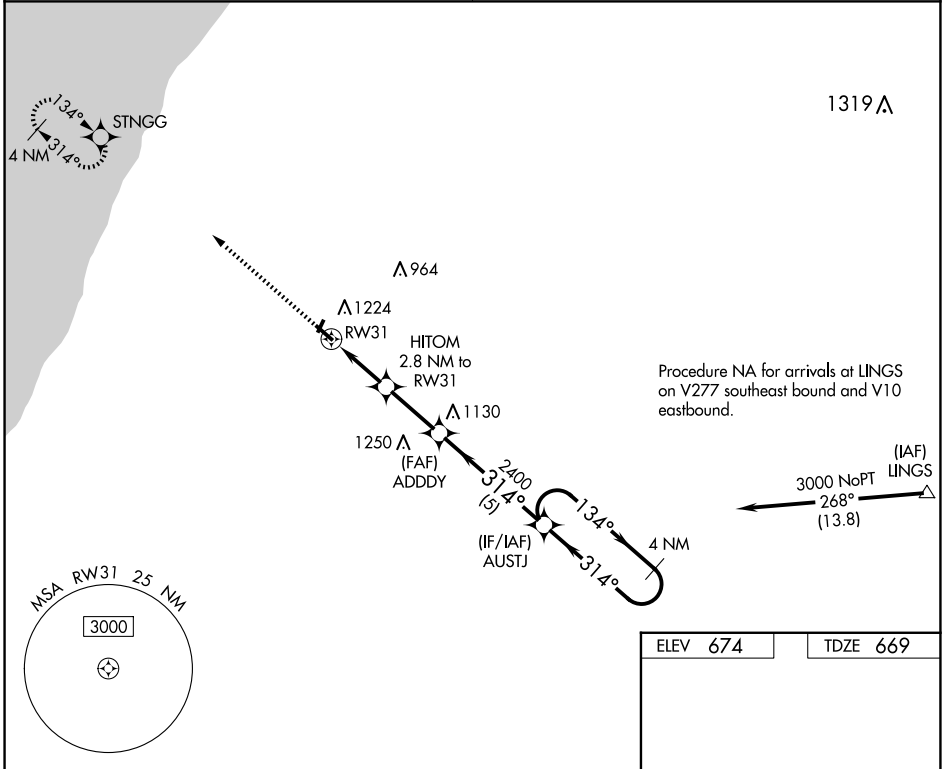 134°
STNGG
4 NM
314°
1319
964
1224
RW31
HITOM
2.8 NM to
RW31
Procedure NA for arrivals at LINGS
on V277 southeast bound and V10
eastbound.
1130
1250
(FAF)
ADDDY
(IAF)
LINGS
3000 NoPT
268°
(13.8)
2400
314°
(5)
134°
(IF/IAF)
AUSTJ
4 NM
314°
MSA RW31 25 NM
3000
ELEV 674
TDZE 669